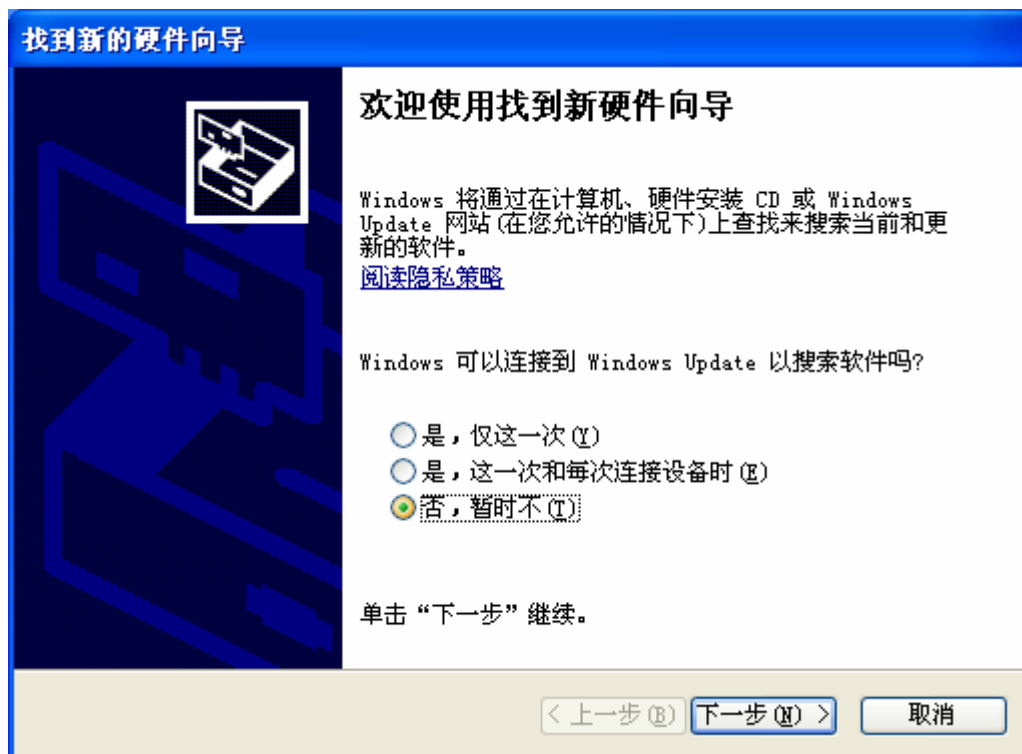 找到新的硬件向导
欢迎使用找到新硬件向导
Windows 将通过在计算机、硬件安装 CD 或 Windows
Update 网站(在您允许的情况下)上查找来搜索当前和更
新的软件。
阅读隐私策略
Windows 可以连接到 Windows Update 以搜索软件吗?
是，仅这一次(Y)
是，这一次和每次连接设备时(E)
否，暂时不(T)
单击“下一步”继续。
< 上一步(B) 下一步(N) > 取消